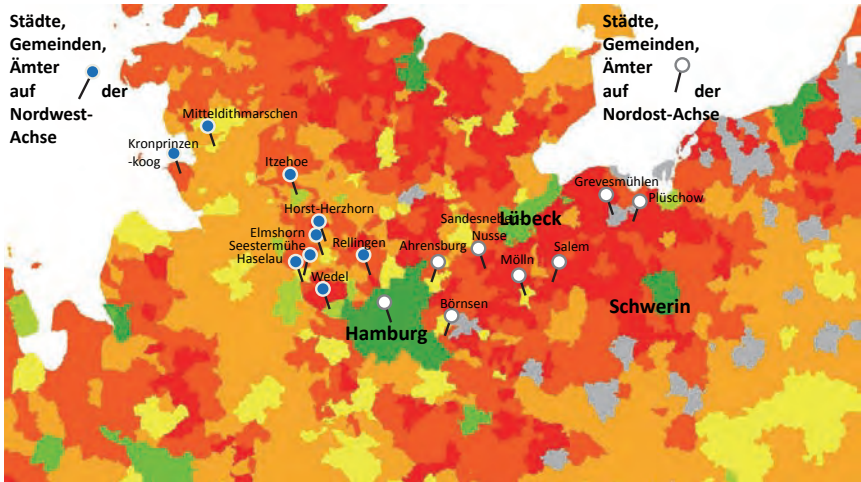 Städte,
Gemeinden,
Ämter
auf der
Nordwest-
Achse
Städte,
Gemeinden,
Ämter
auf der
Nordost-Achse
Mitteldithmarschen
Kronprinzen
-koog
Itzehoe
Horst-Herzhorn
Elmshorn
Seestermühe
Haselau
Rellingen
Wedel
Hamburg
Ahrensburg
Börnsen
Sandesneben-
Nusse
Lübeck
Mölln
Salem
Grevesmühlen
Plüschow
Schwerin